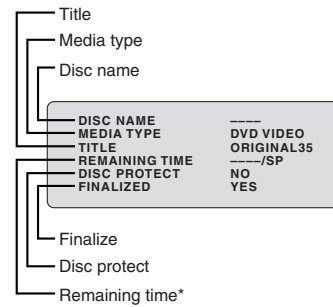 Title
Media type
Disc name
DISC NAME ----
MEDIA TYPE DVD VIDEO
TITLE ORIGINAL35
REMAINING TIME ----/SP
DISC PROTECT NO
FINALIZED YES
Finalize
Disc protect
Remaining time*